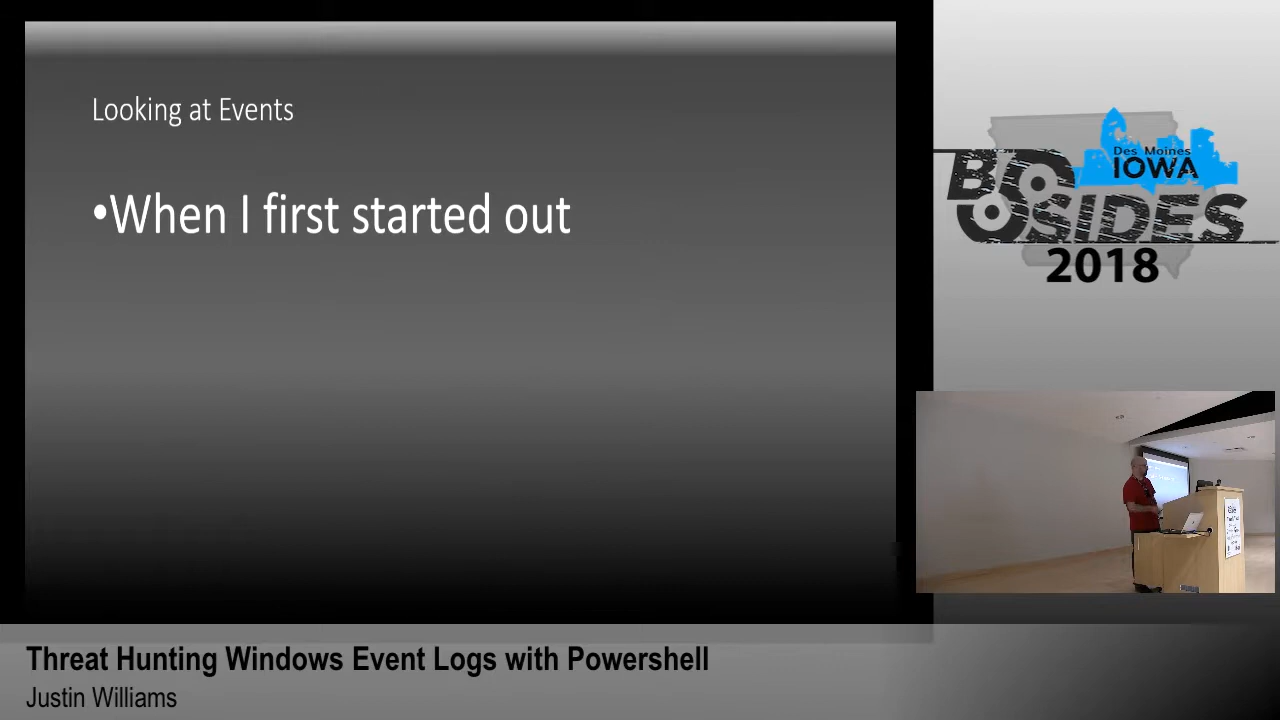 Looking at Events
•When I first started out
Des Moines
IOWA
BSIDES
2018
Threat Hunting Windows Event Logs with Powershell
Justin Williams